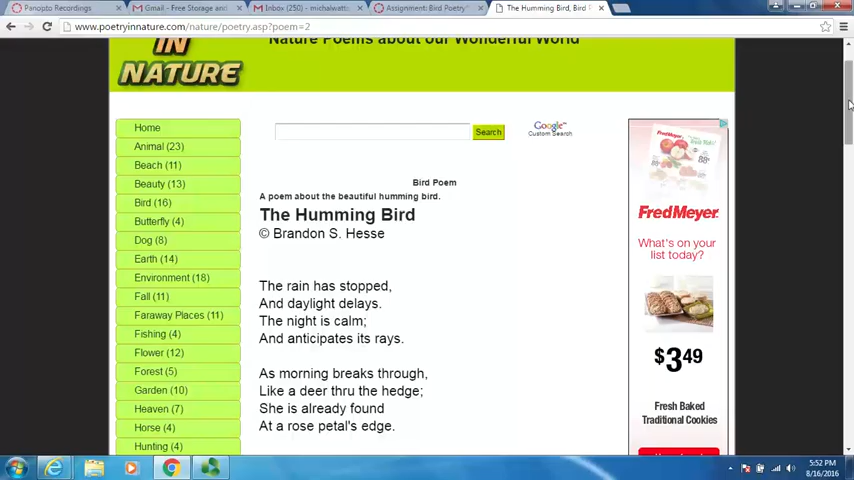 Panopto Recordings
Gmail - Free Storage and
Inbox (250) - michalwatts
Assignment: Bird Poetry
The Humming Bird, Bird P
www.poetryinnature.com/nature/poetry.asp?poem=2
IN
NATURE
Nature Poems about our Wonderful World
Home
Animal (23)
Beach (11)
Beauty (13)
Bird (16)
Butterfly (4)
Dog (8)
Earth (14)
Environment (18)
Fall (11)
Faraway Places (11)
Fishing (4)
Flower (12)
Forest (5)
Garden (10)
Heaven (7)
Horse (4)
Hunting (4)
Search
Google™
Custom Search
Bird Poem
A poem about the beautiful humming bird.
The Humming Bird
© Brandon S. Hesse
The rain has stopped,
And daylight delays.
The night is calm;
And anticipates its rays.
As morning breaks through,
Like a deer thru the hedge;
She is already found
At a rose petal's edge.
Fred Meyer
88¢
FredMeyer
What's on your
list today?
$3.49
Fresh Baked
Traditional Cookies
5:52 PM
8/16/2016